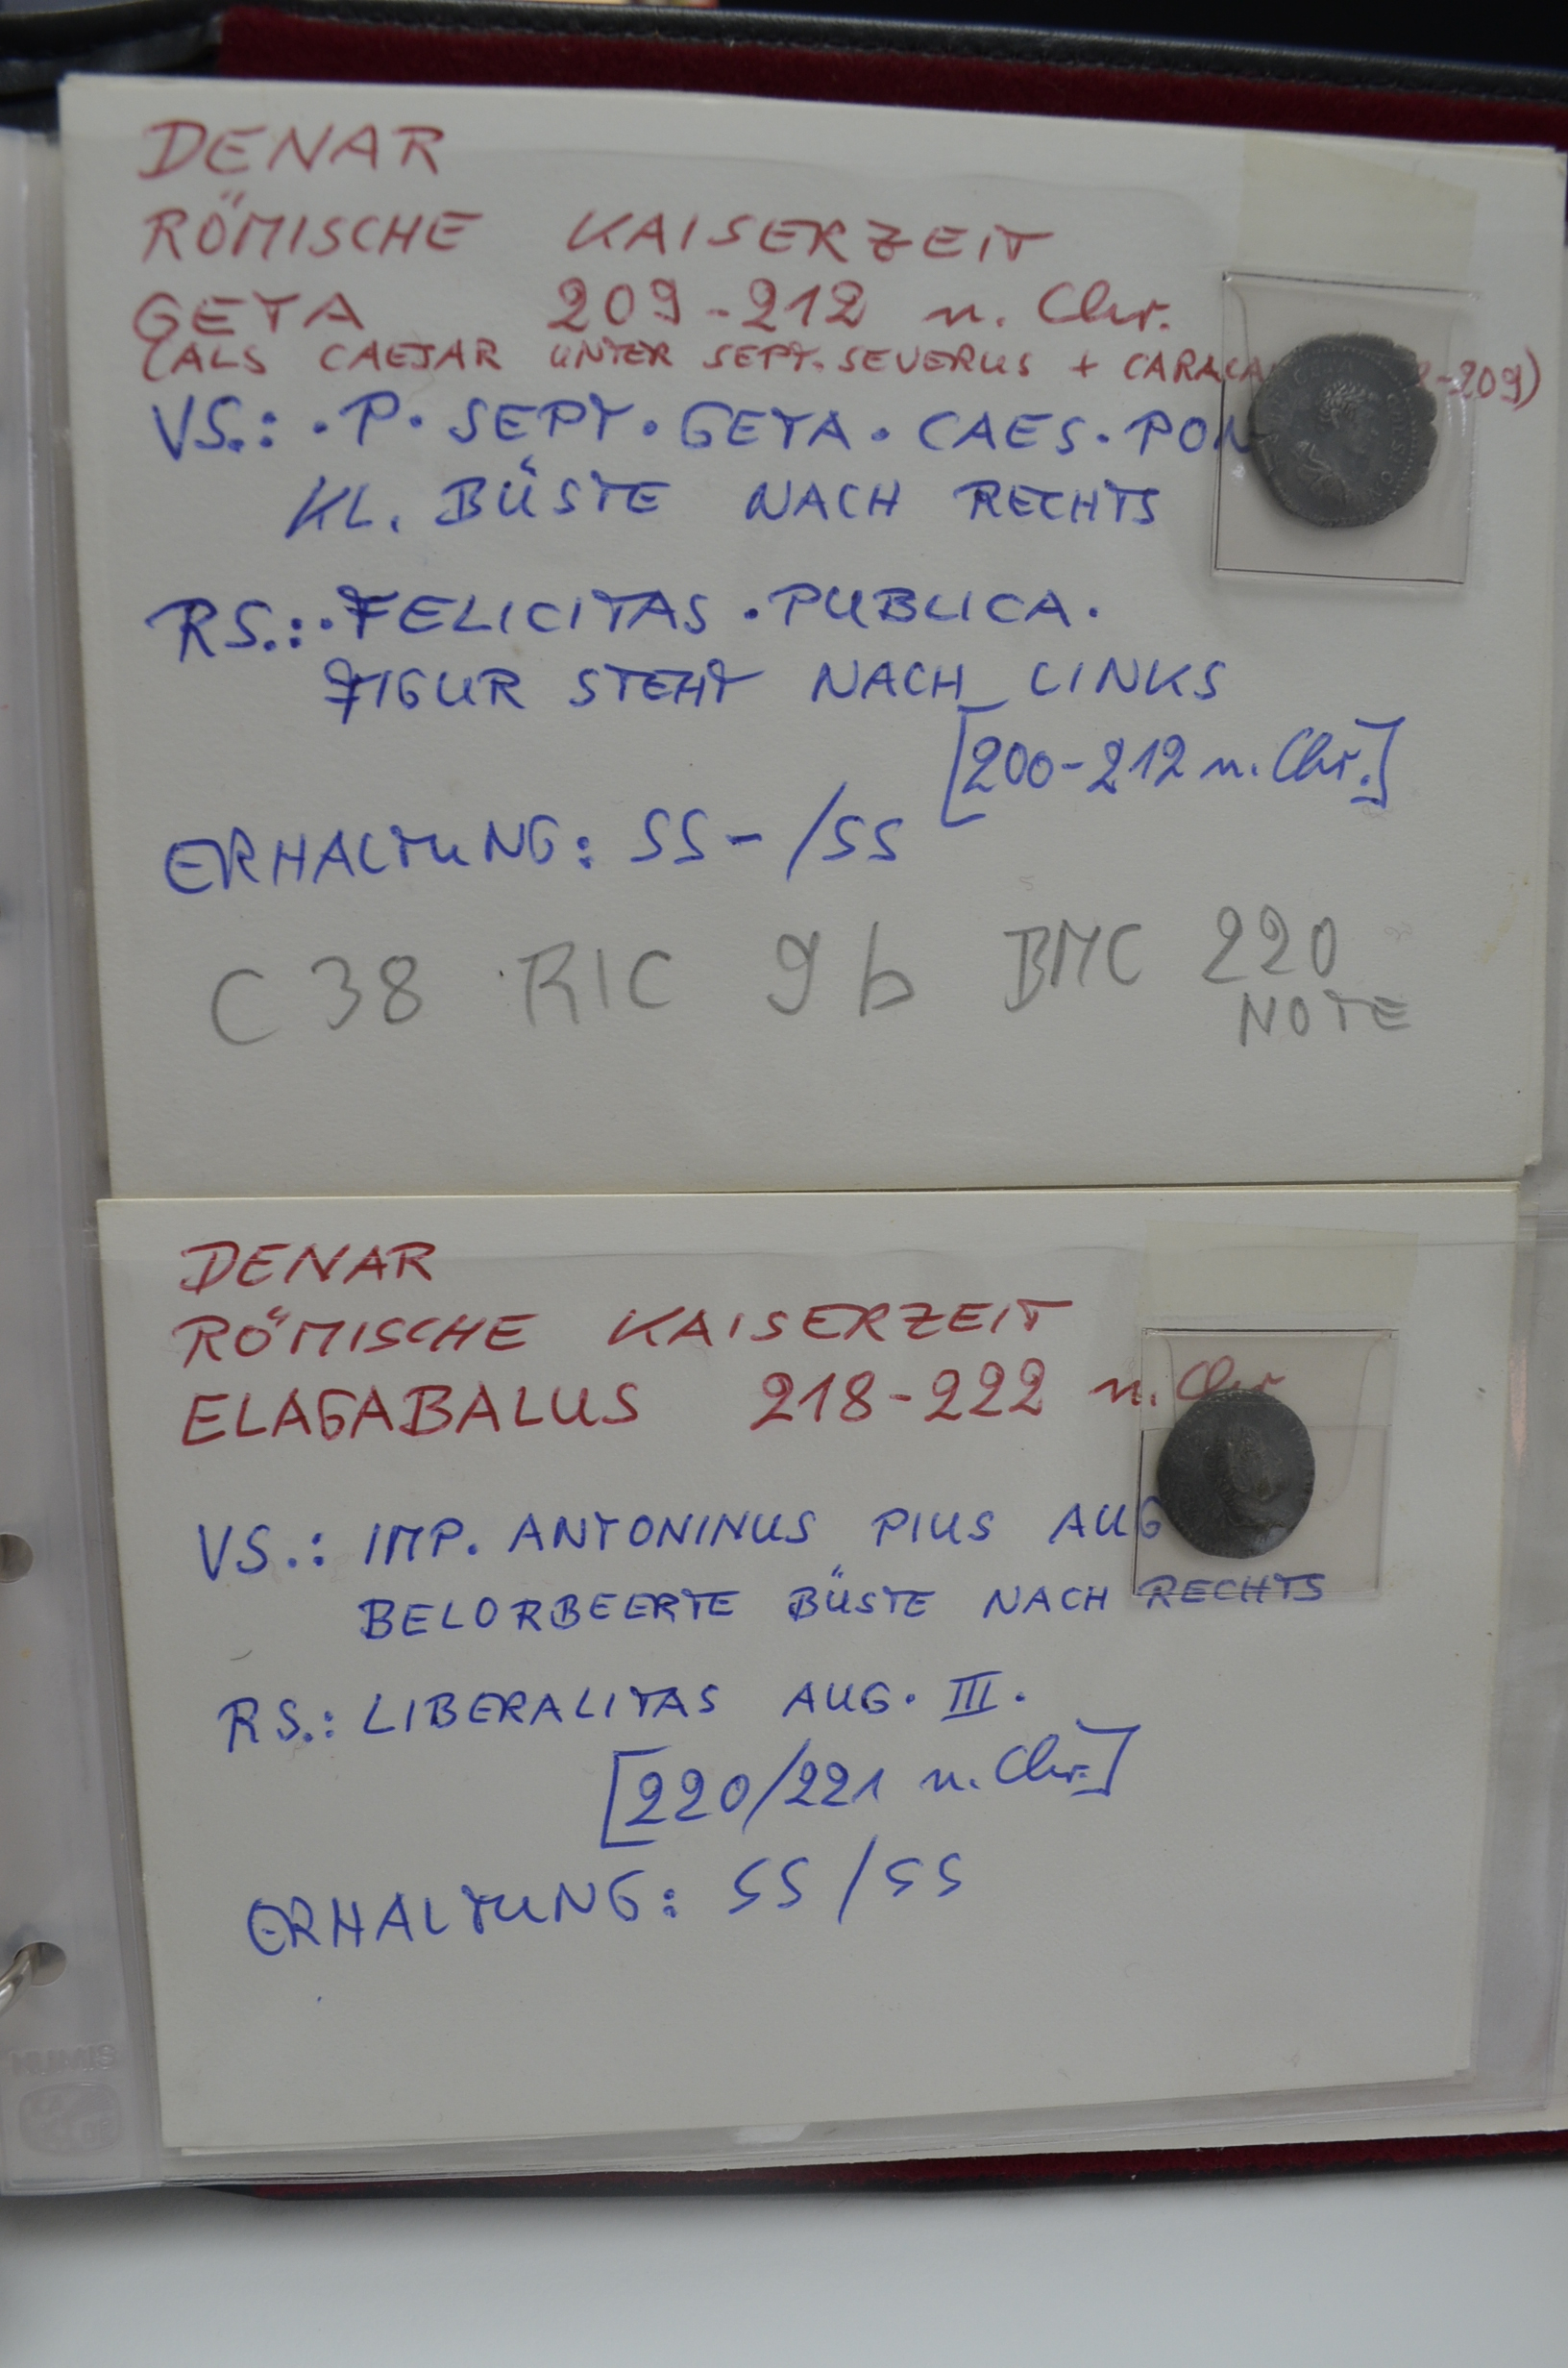 DENAR
RÖMISCHE KAISERZEIT
GETA 209-212 n. Chr.
(ALS CAESAR UNTER SEPT. SEVERUS + CARACA -209)
VS.: ·P· SEPT· GETA· CAES· PON
KL. BÜSTE NACH RECHTS
RS.: ·FELICITAS ·PUBLICA·
FIGUR STEHT NACH LINKS
[200-212 n. Chr.]
ERHALTUNG: SS-/SS
C 38 RIC 9b BMC 220
NOTE
DENAR
RÖMISCHE KAISERZEIT
ELAGABALUS 218-222 n. Chr
VS.: IMP. ANTONINUS PIUS AUG
BELORBEERTE BÜSTE NACH RECHTS
RS.: LIBERALITAS AUG. III.
[220/221 n. Chr.]
ERHALTUNG: SS/SS
NUMIS